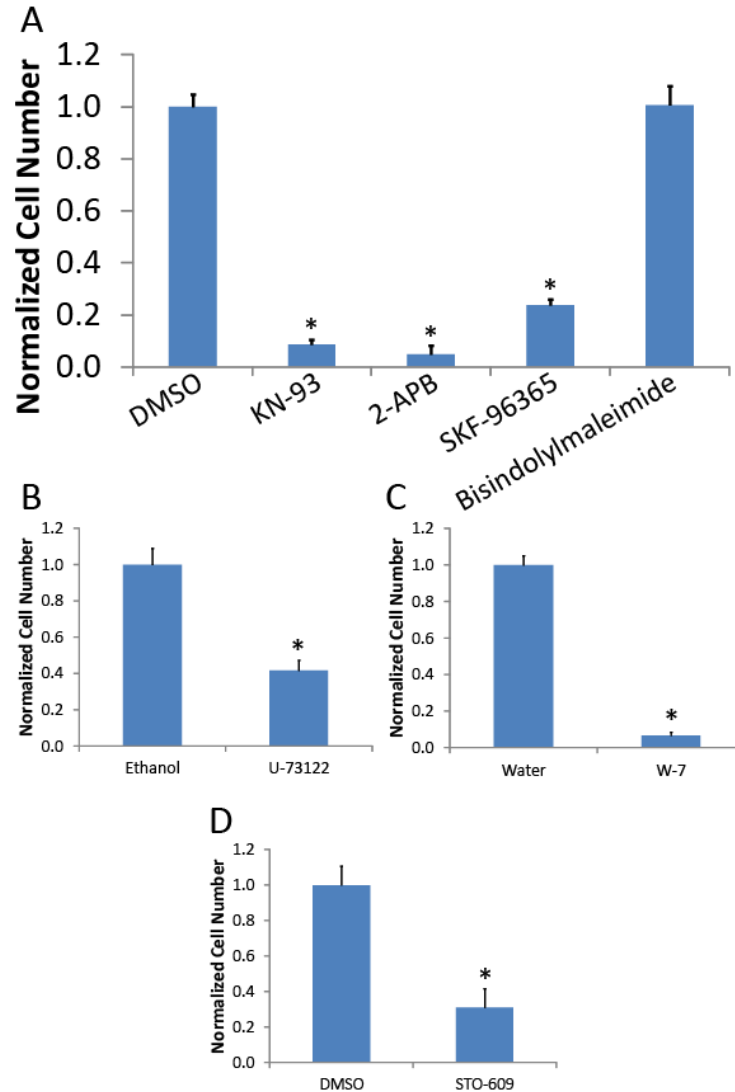 A
Normalized Cell Number
1.2
1.0
0.8
0.6
0.4
0.2
0.0
*
*
*
DMSO
KN-93
2-APB
SKF-96365
Bisindolylmaleimide
B
Normalized Cell Number
1.2
1.0
0.8
0.6
0.4
0.2
0.0
*
Ethanol
U-73122
C
Normalized Cell Number
1.2
1.0
0.8
0.6
0.4
0.2
0.0
*
Water
W-7
D
Normalized Cell Number
1.2
1.0
0.8
0.6
0.4
0.2
0.0
*
DMSO
STO-609